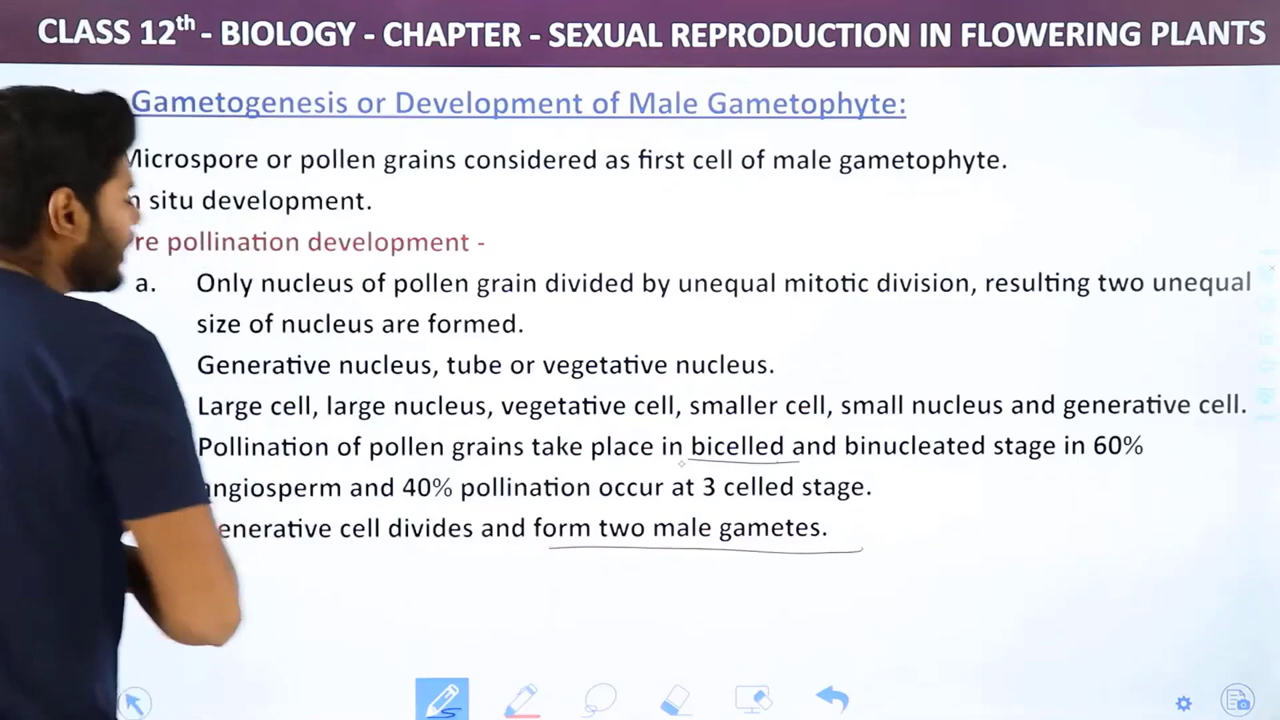 CLASS 12th - BIOLOGY - CHAPTER - SEXUAL REPRODUCTION IN FLOWERING PLANTS
Gametogenesis or Development of Male Gametophyte:
Microspore or pollen grains considered as first cell of male gametophyte.
situ development.
pollination development -
a. Only nucleus of pollen grain divided by unequal mitotic division, resulting two unequal
size of nucleus are formed.
Generative nucleus, tube or vegetative nucleus.
Large cell, large nucleus, vegetative cell, smaller cell, small nucleus and generative cell.
Pollination of pollen grains take place in bicelled and binucleated stage in 60%
angiosperm and 40% pollination occur at 3 celled stage.
enerative cell divides and form two male gametes.